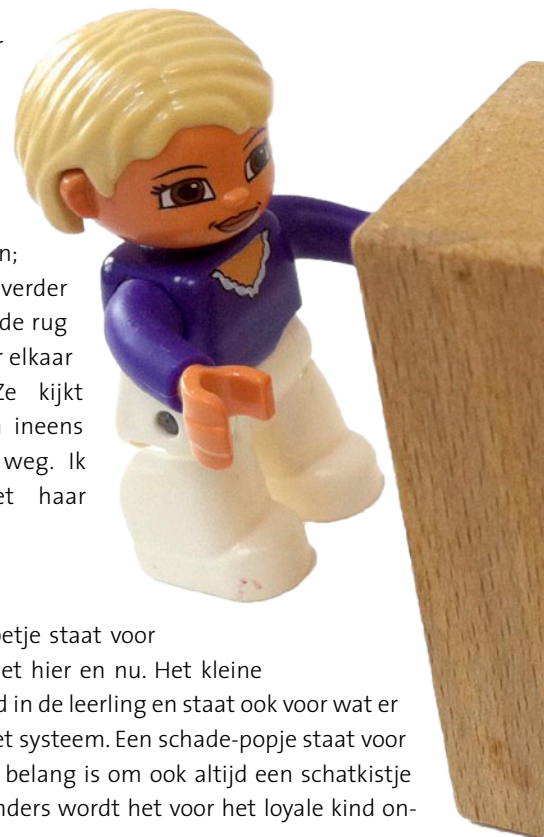 r
n;
verder
de rug
r elkaar
Ze kijkt
ineens
weg. Ik
et haar
etje staat voor
et hier en nu. Het kleine
d in de leerling en staat ook voor wat er
et systeem. Een schade-popje staat voor
belang is om ook altijd een schatkistje
nders wordt het voor het loyale kind on-